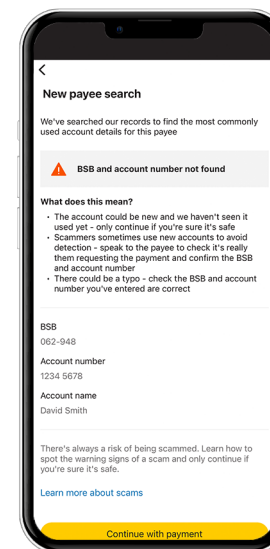 New payee search
We've searched our records to find the most commonly
used account details for this payee
BSB and account number not found
What does this mean?
• The account could be new and we haven't seen it
used yet - only continue if you're sure it's safe
• Scammers sometimes use new accounts to avoid
detection - speak to the payee to check it's really
them requesting the payment and confirm the BSB
and account number
• There could be a typo - check the BSB and account
number you've entered are correct
BSB
062-948
Account number
1234 5678
Account name
David Smith
There's always a risk of being scammed. Learn how to
spot the warning signs of a scam and only continue if
you're sure it's safe.
Learn more about scams
Continue with payment